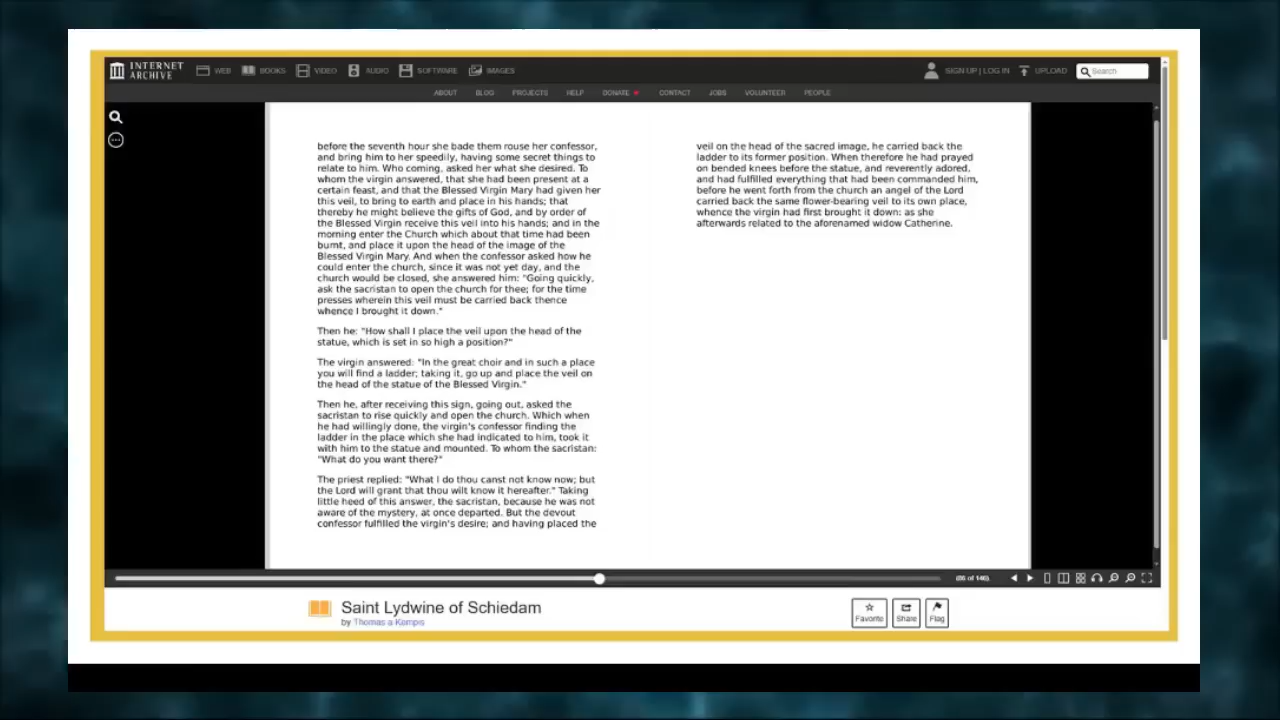 INTERNET
ARCHIVE
WEB
BOOKS
VIDEO
AUDIO
SOFTWARE
IMAGES
SIGN UP | LOG IN
UPLOAD
Search
ABOUT
BLOG
PROJECTS
HELP
DONATE
CONTACT
JOBS
VOLUNTEER
PEOPLE
before the seventh hour she bade them rouse her confessor,
and bring him to her speedily, having some secret things to
relate to him. Who coming, asked her what she desired. To
whom the virgin answered, that she had been present at a
certain feast, and that the Blessed Virgin Mary had given her
this veil, to bring to earth and place in his hands; that
thereby he might believe the gifts of God, and by order of
the Blessed Virgin receive this veil into his hands; and in the
morning enter the Church which about that time had been
burnt, and place it upon the head of the image of the
Blessed Virgin Mary. And when the confessor asked how he
could enter the church, since it was not yet day, and the
church would be closed, she answered him: "Going quickly,
ask the sacristan to open the church for thee; for the time
presses wherein this veil must be carried back thence
whence I brought it down."
Then he: "How shall I place the veil upon the head of the
statue, which is set in so high a position?"
The virgin answered: "In the great choir and in such a place
you will find a ladder; taking it, go up and place the veil on
the head of the statue of the Blessed Virgin."
Then he, after receiving this sign, going out, asked the
sacristan to rise quickly and open the church. Which when
he had willingly done, the virgin's confessor finding the
ladder in the place which she had indicated to him, took it
with him to the statue and mounted. To whom the sacristan:
"What do you want there?"
The priest replied: "What I do thou canst not know now; but
the Lord will grant that thou wilt know it hereafter." Taking
little heed of this answer, the sacristan, because he was not
aware of the mystery, at once departed. But the devout
confessor fulfilled the virgin's desire; and having placed the
veil on the head of the sacred image, he carried back the
ladder to its former position. When therefore he had prayed
on bended knees before the statue, and reverently adored,
and had fulfilled everything that had been commanded him,
before he went forth from the church an angel of the Lord
carried back the same flower-bearing veil to its own place,
whence the virgin had first brought it down: as she
afterwards related to the aforenamed widow Catherine.
Saint Lydwine of Schiedam
by Thomas a Kempis
Favorite
Share
Flag